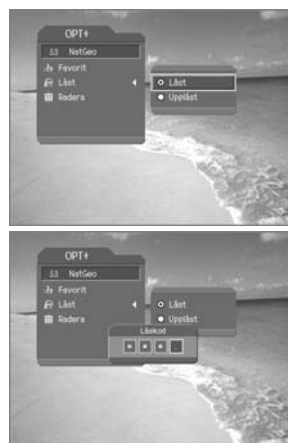 OPT+
53 NatGeo
Favorit
Låst
Radera
Låst
Upplåst
OPT+
53 NatGeo
Favorit
Låst
Radera
Låst
Upplåst
Låskod
* * *